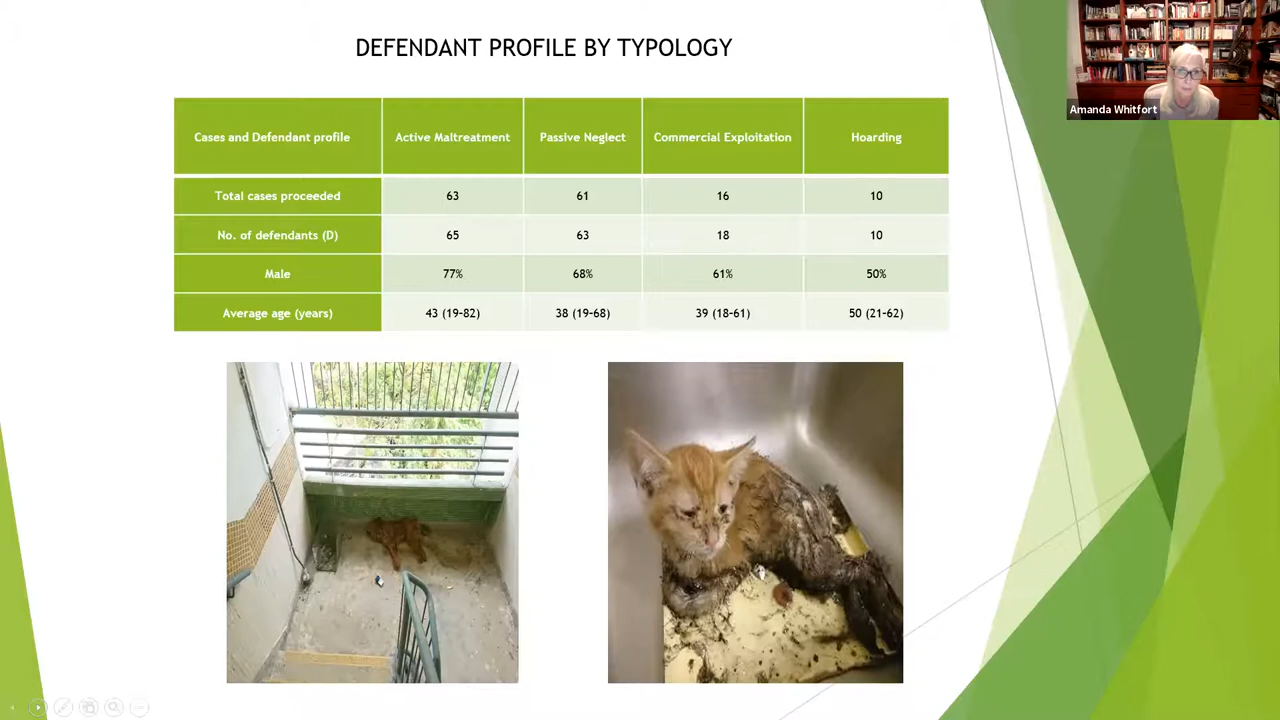 DEFENDANT PROFILE BY TYPOLOGY
Amanda Whitfort
Cases and Defendant profile Active Maltreatment Passive Neglect Commercial Exploitation Hoarding
Total cases proceeded 63 61 16 10
No. of defendants (D) 65 63 18 10
Male 77% 68% 61% 50%
Average age (years) 43 (19-82) 38 (19-68) 39 (18-61) 50 (21-62)